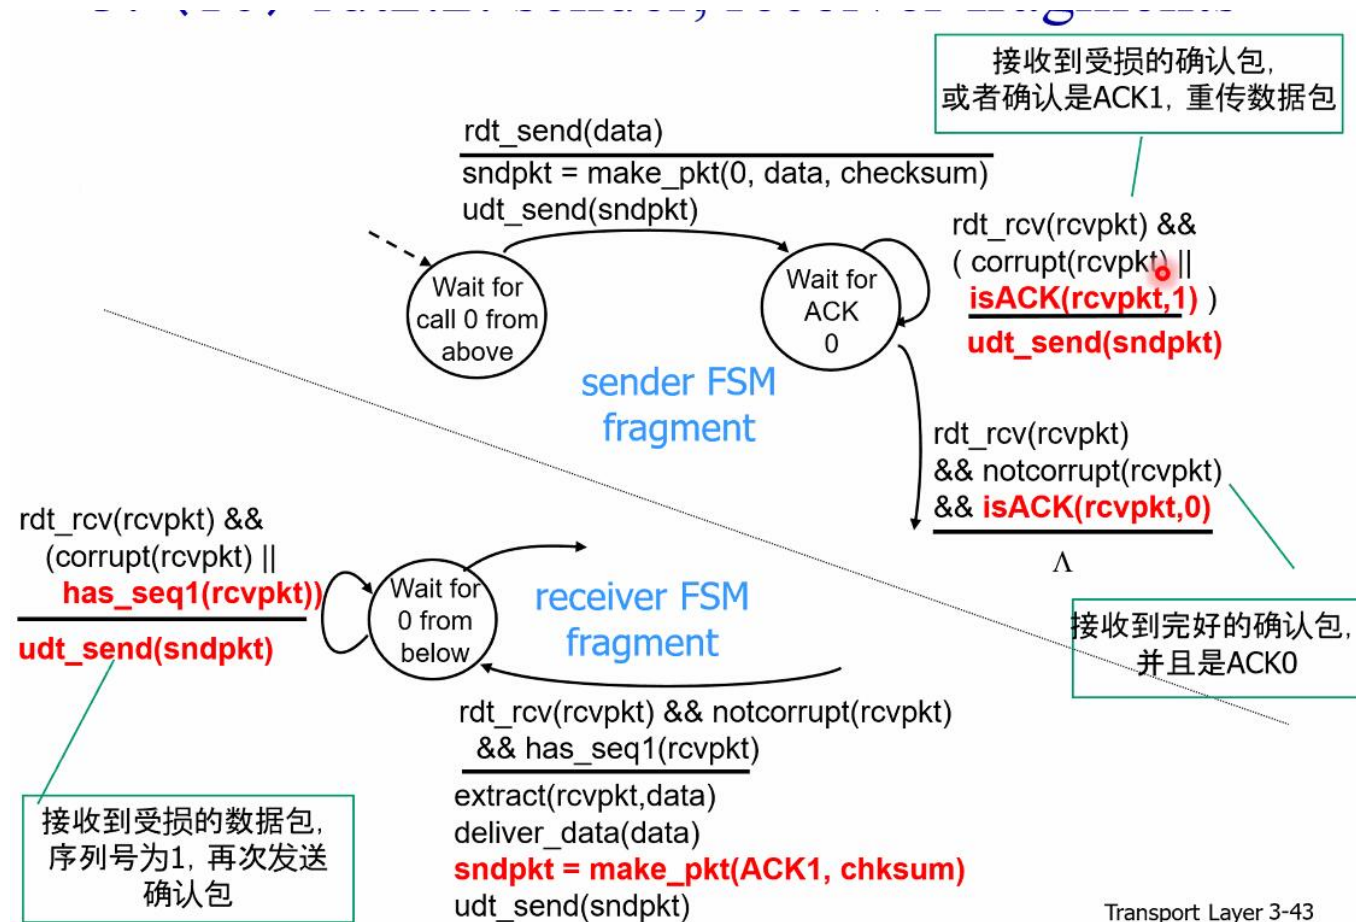 sender, receiver fragments
接收到受损的确认包,
或者确认是ACK1, 重传数据包
rdt_send(data)
sndpkt = make_pkt(0, data, checksum)
udt_send(sndpkt)
rdt_rcv(rcvpkt) &&
( corrupt(rcvpkt) ||
isACK(rcvpkt,1) )
udt_send(sndpkt)
Wait for
call 0 from
above
Wait for
ACK
0
sender FSM
fragment
rdt_rcv(rcvpkt)
&& notcorrupt(rcvpkt)
&& isACK(rcvpkt,0)
Λ
接收到完好的确认包,
并且是ACK0
rdt_rcv(rcvpkt) &&
(corrupt(rcvpkt) ||
has_seq1(rcvpkt))
udt_send(sndpkt)
Wait for
0 from
below
receiver FSM
fragment
rdt_rcv(rcvpkt) && notcorrupt(rcvpkt)
&& has_seq1(rcvpkt)
extract(rcvpkt,data)
deliver_data(data)
sndpkt = make_pkt(ACK1, chksum)
udt_send(sndpkt)
接收到受损的数据包,
序列号为1, 再次发送
确认包
Transport Layer 3-43